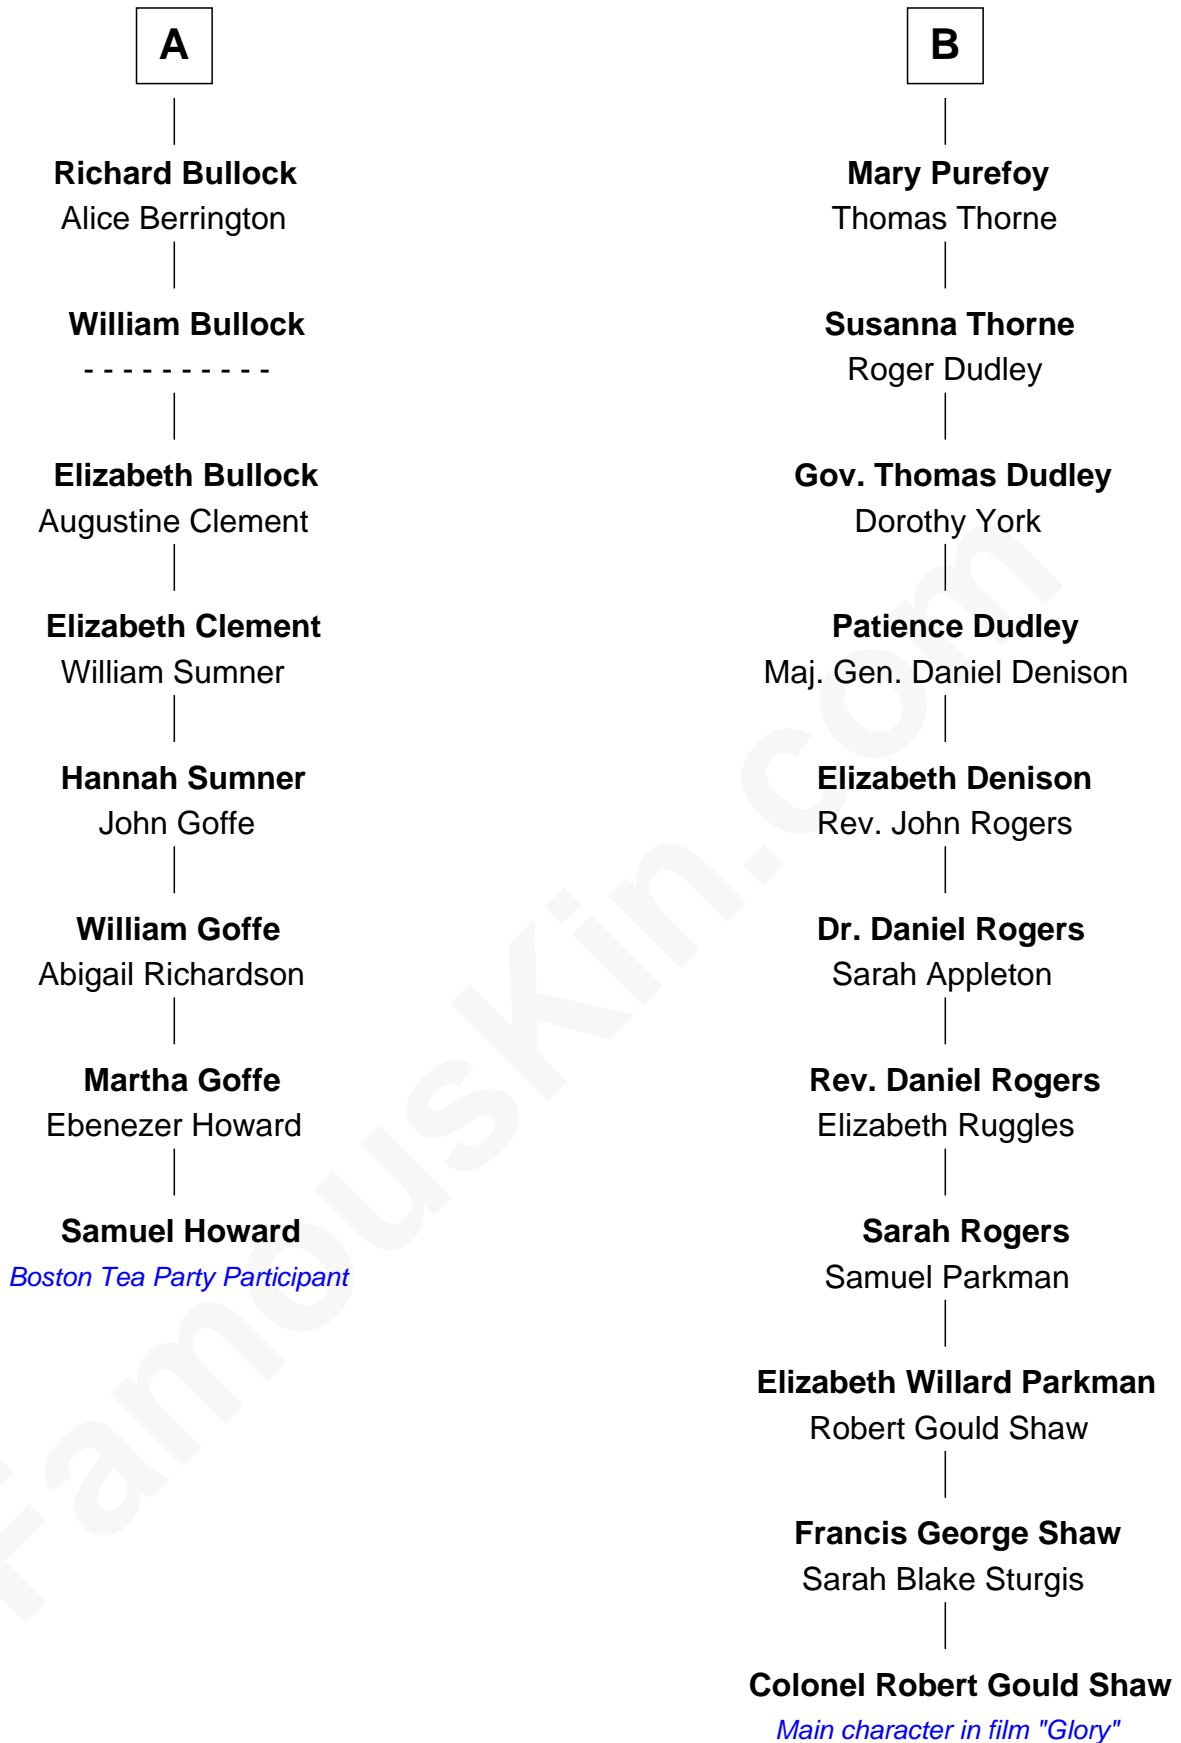 A
Richard Bullock
Alice Berrington
William Bullock
- - - - - - - - - -
Elizabeth Bullock
Augustine Clement
Elizabeth Clement
William Sumner
Hannah Sumner
John Goffe
William Goffe
Abigail Richardson
Martha Goffe
Ebenezer Howard
Samuel Howard
Boston Tea Party Participant
B
Mary Purefoy
Thomas Thorne
Susanna Thorne
Roger Dudley
Gov. Thomas Dudley
Dorothy York
Patience Dudley
Maj. Gen. Daniel Denison
Elizabeth Denison
Rev. John Rogers
Dr. Daniel Rogers
Sarah Appleton
Rev. Daniel Rogers
Elizabeth Ruggles
Sarah Rogers
Samuel Parkman
Elizabeth Willard Parkman
Robert Gould Shaw
Francis George Shaw
Sarah Blake Sturgis
Colonel Robert Gould Shaw
Main character in film "Glory"
FamousKin.com